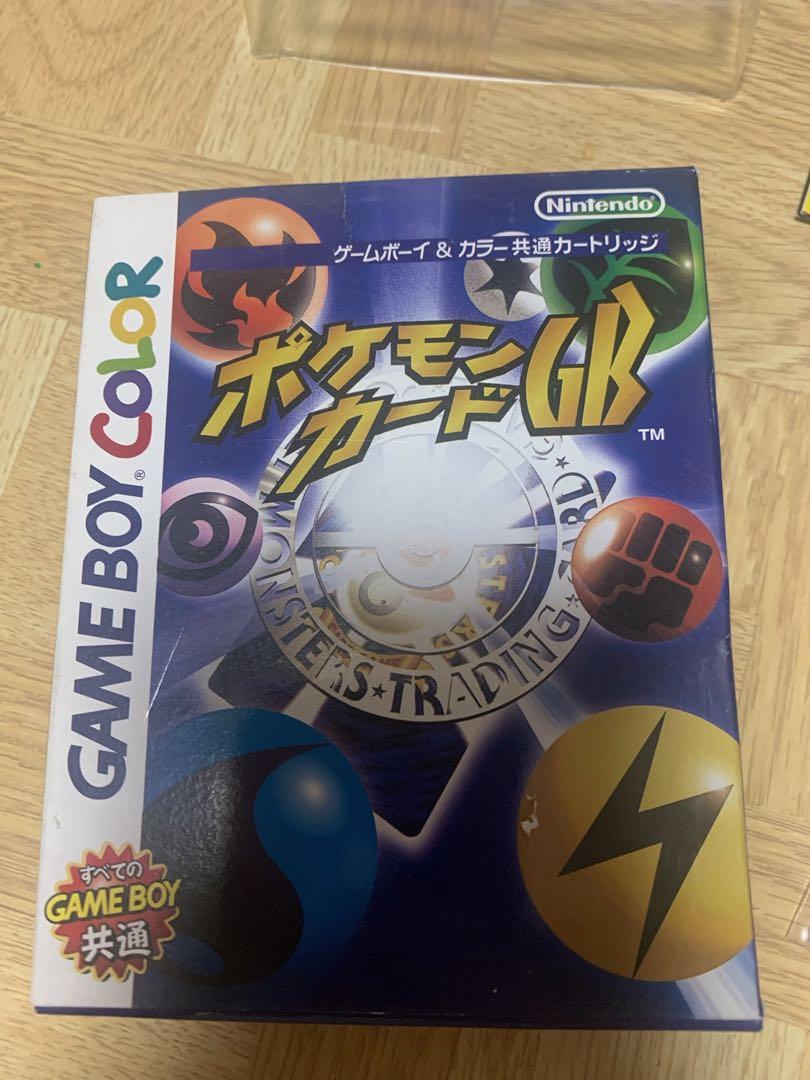 Nintendo
ゲームボーイ & カラー共通カートリッジ
ポケモン
カードGB
TM
GAME BOY COLOR
®
MONSTERS★TRADING★CARD
すべての
GAME BOY
共通